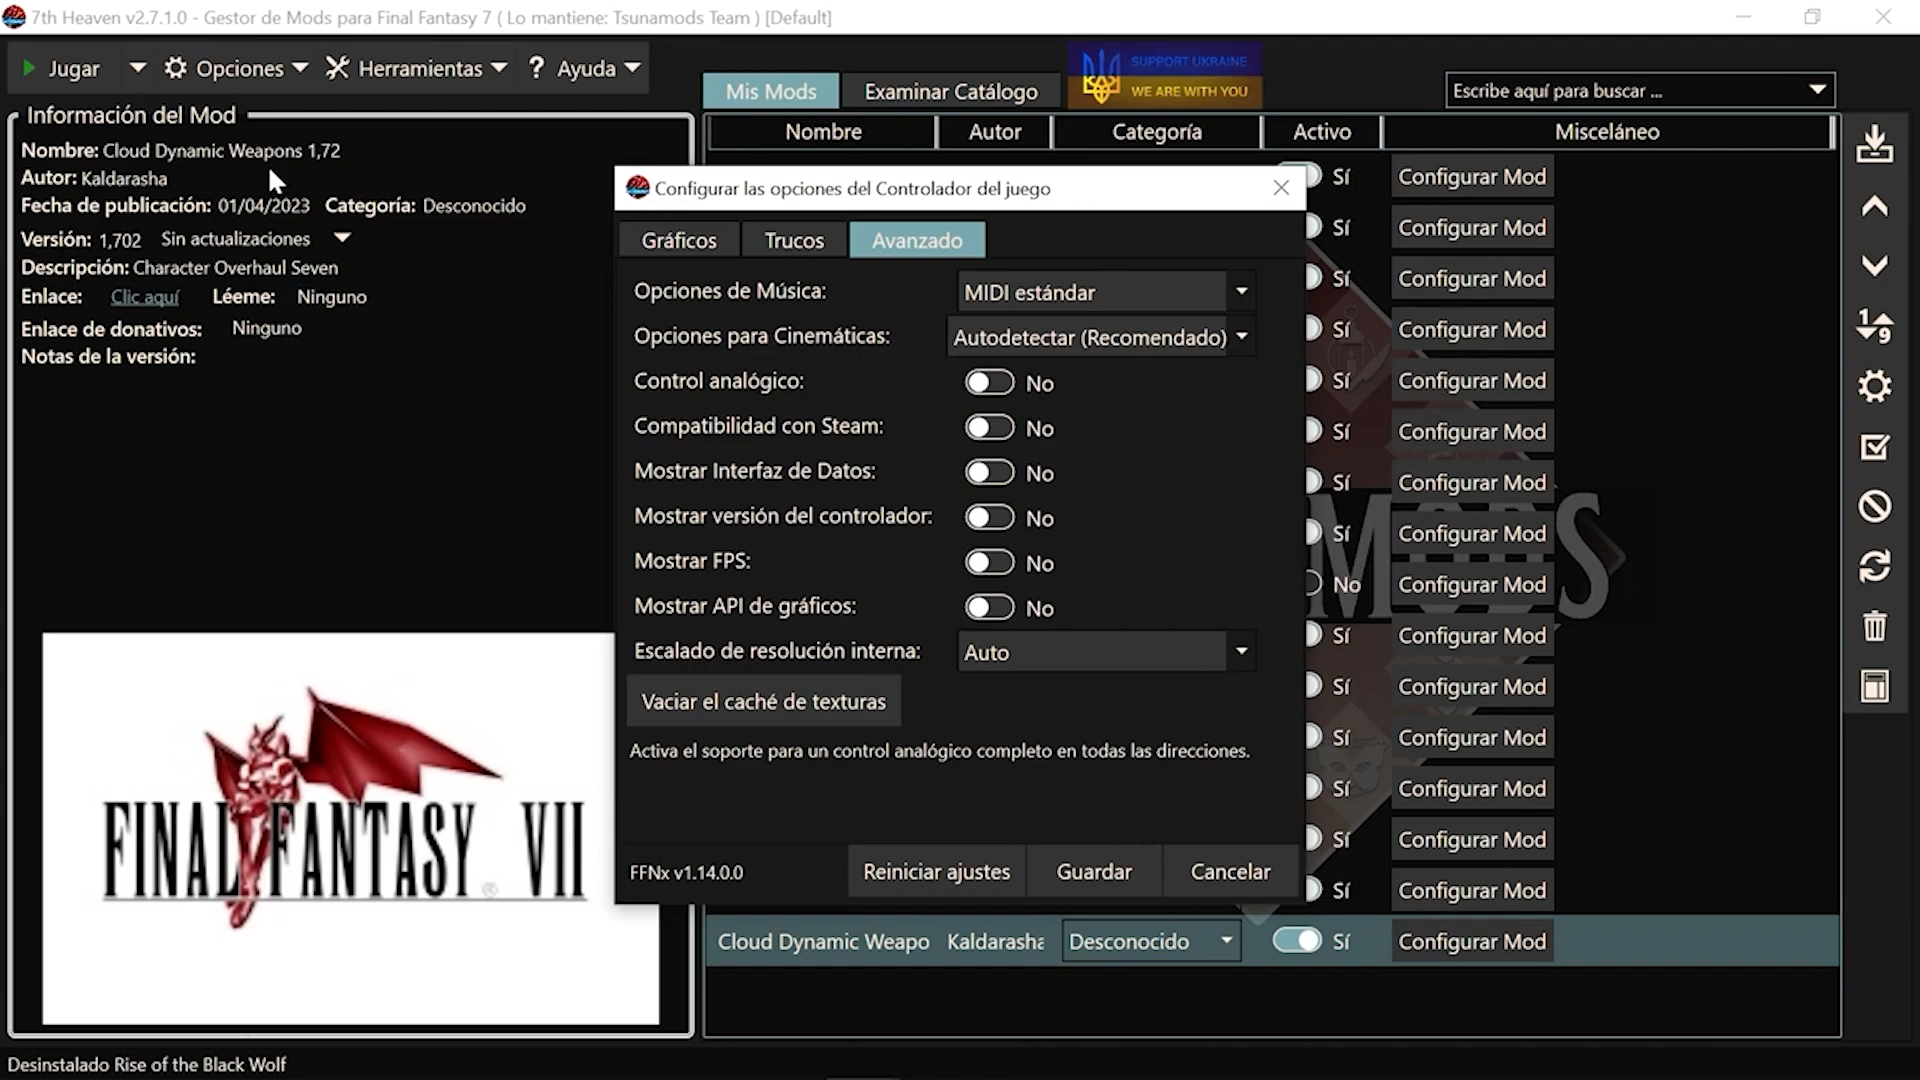 7th Heaven v2.7.1.0 - Gestor de Mods para Final Fantasy 7 ( Lo mantiene: Tsunamods Team ) [Default]
Jugar Opciones Herramientas ? Ayuda
SUPPORT UKRAINE
WE ARE WITH YOU
Mis Mods Examinar Catálogo
Escribe aquí para buscar ...
Información del Mod
Nombre: Cloud Dynamic Weapons 1,72
Autor: Kaldarasha
Fecha de publicación: 01/04/2023 Categoría: Desconocido
Versión: 1,702 Sin actualizaciones
Descripción: Character Overhaul Seven
Enlace: Clic aquí Léeme: Ninguno
Enlace de donativos: Ninguno
Notas de la versión:
FINAL FANTASY VII
Nombre Autor Categoría Activo Misceláneo
Sí Configurar Mod
Sí Configurar Mod
Sí Configurar Mod
Sí Configurar Mod
Sí Configurar Mod
Sí Configurar Mod
Sí Configurar Mod
Sí Configurar Mod
No Configurar Mod
Sí Configurar Mod
Sí Configurar Mod
Sí Configurar Mod
Sí Configurar Mod
Sí Configurar Mod
Sí Configurar Mod
Cloud Dynamic Weapo Kaldarasha Desconocido Sí Configurar Mod
MODS
1 9
Configurar las opciones del Controlador del juego
Gráficos Trucos Avanzado
Opciones de Música: MIDI estándar
Opciones para Cinemáticas: Autodetectar (Recomendado)
Control analógico: No
Compatibilidad con Steam: No
Mostrar Interfaz de Datos: No
Mostrar versión del controlador: No
Mostrar FPS: No
Mostrar API de gráficos: No
Escalado de resolución interna: Auto
Vaciar el caché de texturas
Activa el soporte para un control analógico completo en todas las direcciones.
FFNx v1.14.0.0 Reiniciar ajustes Guardar Cancelar
Desinstalado Rise of the Black Wolf